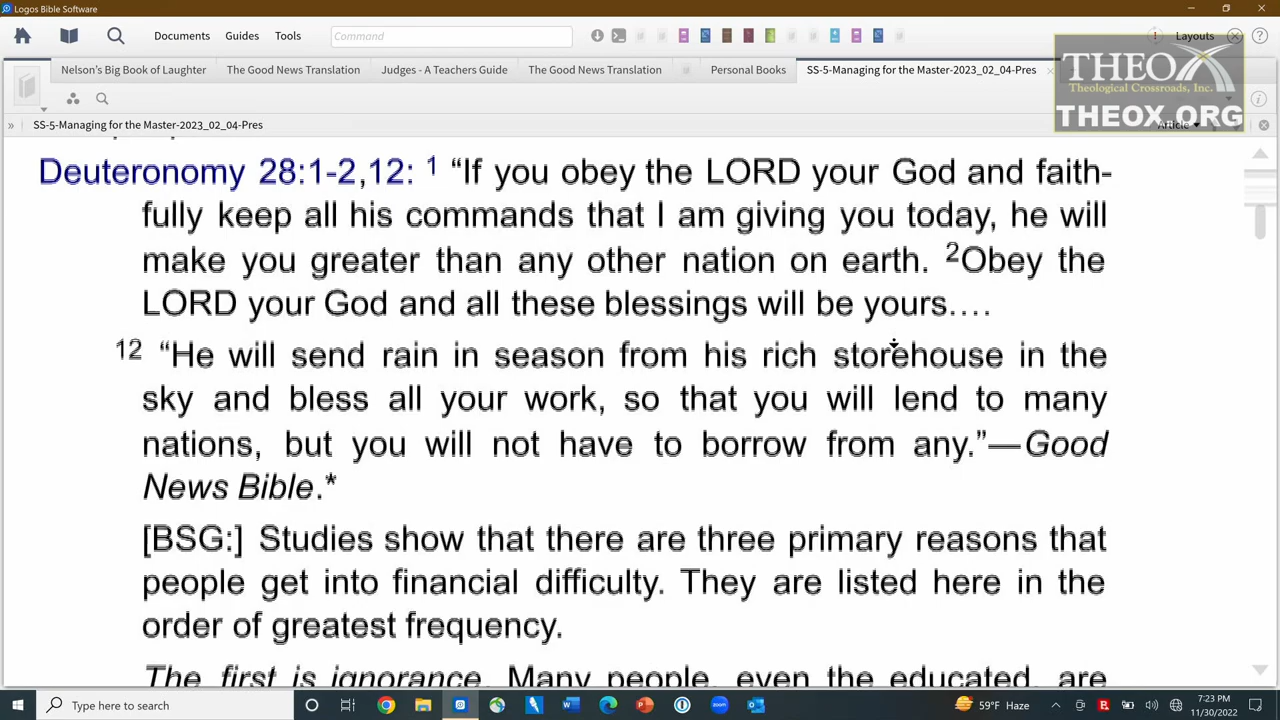 Logos Bible Software
Documents Guides Tools Command Layouts
Nelson's Big Book of Laughter The Good News Translation Judges - A Teachers Guide The Good News Translation Personal Books SS-5-Managing for the Master-2023_02_04-Pres
THEOX
Theological Crossroads, Inc.
THEOX.ORG
SS-5-Managing for the Master-2023_02_04-Pres Article
Deuteronomy 28:1-2,12: 1 “If you obey the LORD your God and faith-
fully keep all his commands that I am giving you today, he will
make you greater than any other nation on earth. 2Obey the
LORD your God and all these blessings will be yours….
12 “He will send rain in season from his rich storehouse in the
sky and bless all your work, so that you will lend to many
nations, but you will not have to borrow from any.”—Good
News Bible.*
[BSG:] Studies show that there are three primary reasons that
people get into financial difficulty. They are listed here in the
order of greatest frequency.
The first is ignorance. Many people, even the educated, are
Type here to search 59°F Haze 7:23 PM
11/30/2022